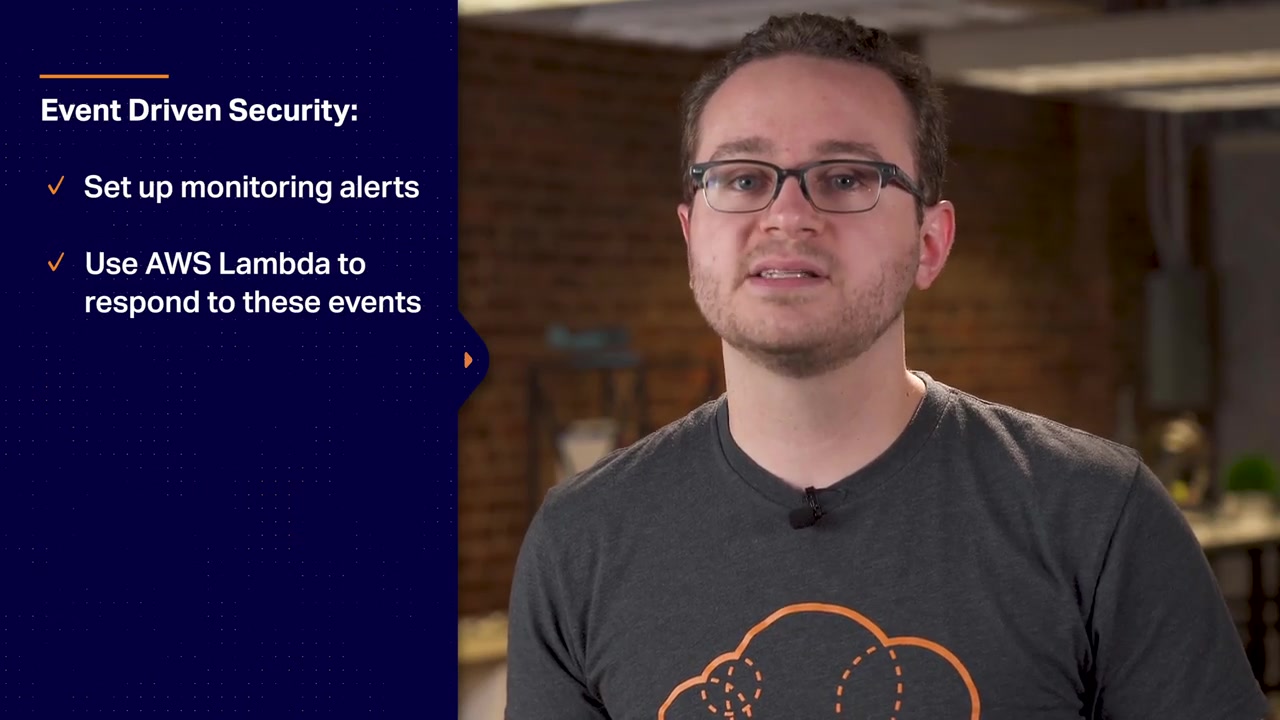 Event Driven Security:
Set up monitoring alerts
Use AWS Lambda to
respond to these events